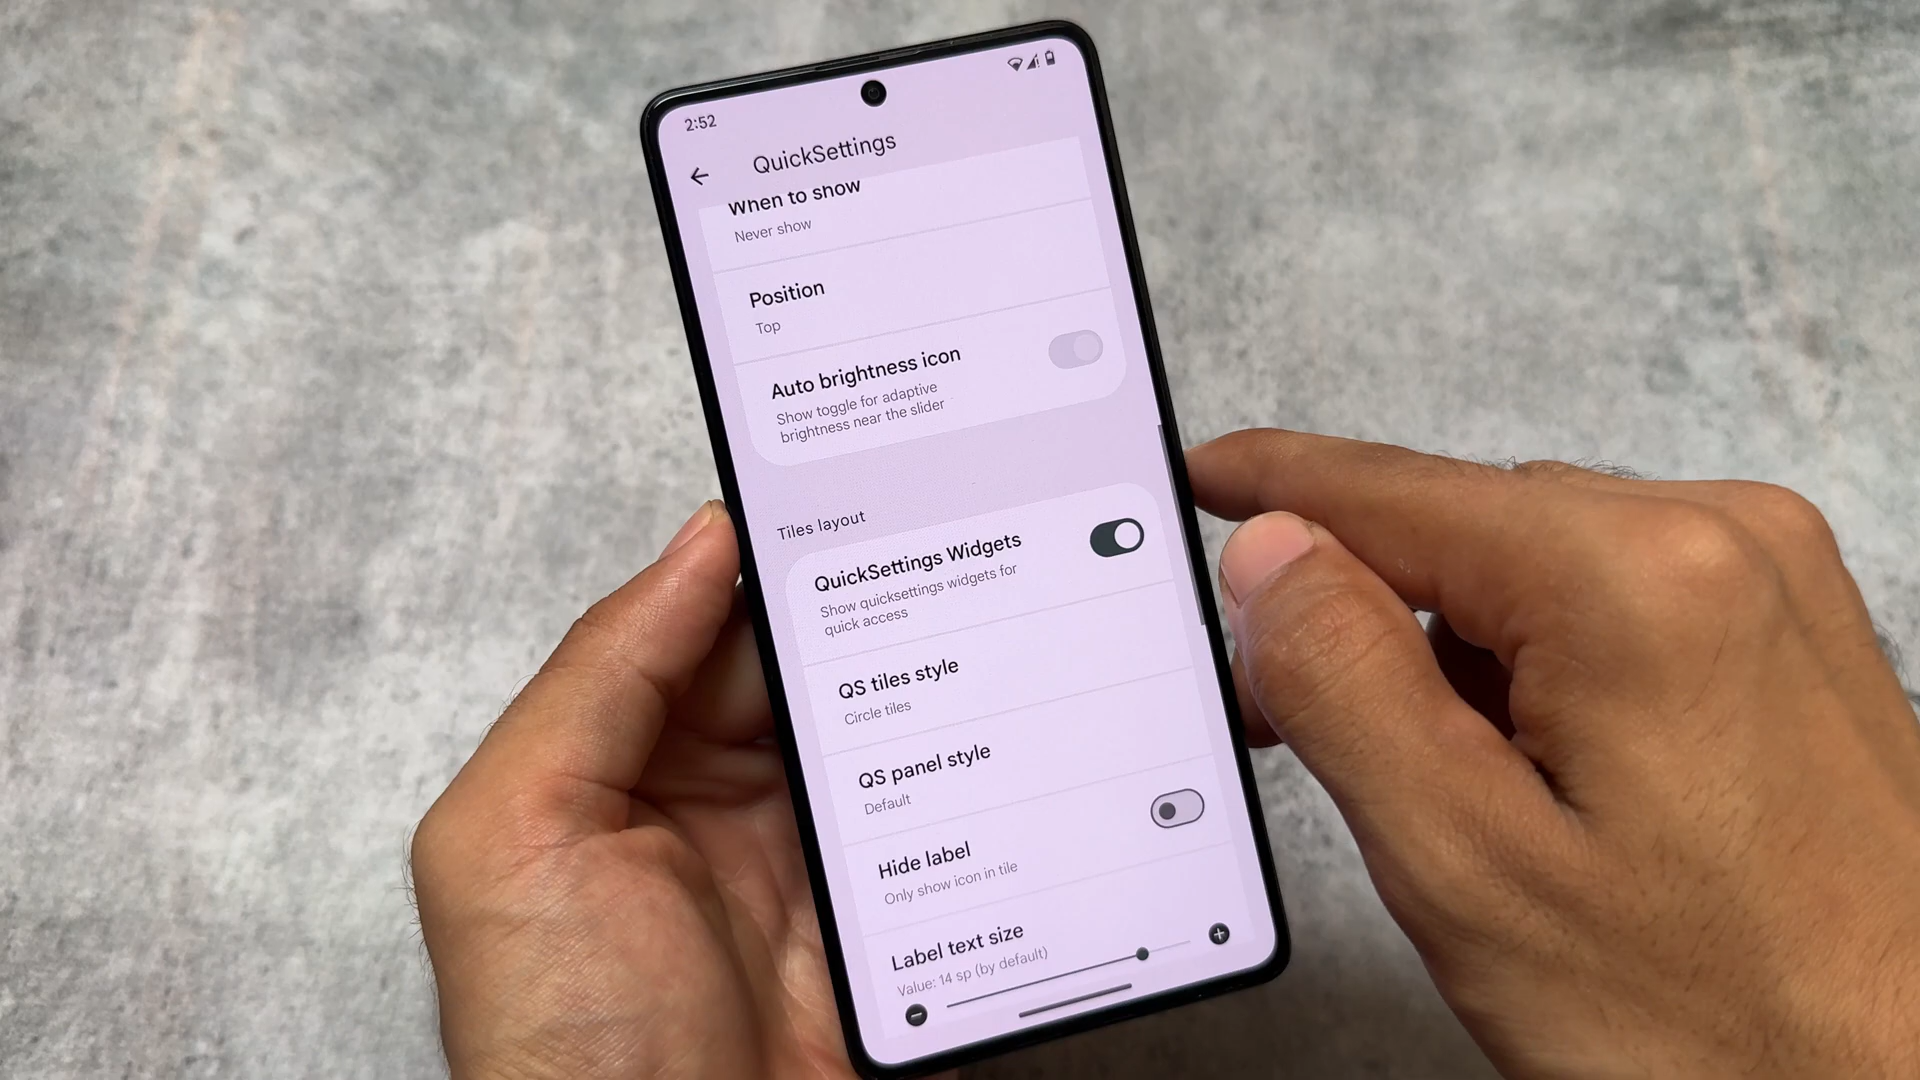 2:52
QuickSettings
When to show
Never show
Position
Top
Auto brightness icon
Show toggle for adaptive
brightness near the slider
Tiles layout
QuickSettings Widgets
Show quicksettings widgets for
quick access
QS tiles style
Circle tiles
QS panel style
Default
Hide label
Only show icon in tile
Label text size
Value: 14 sp (by default)